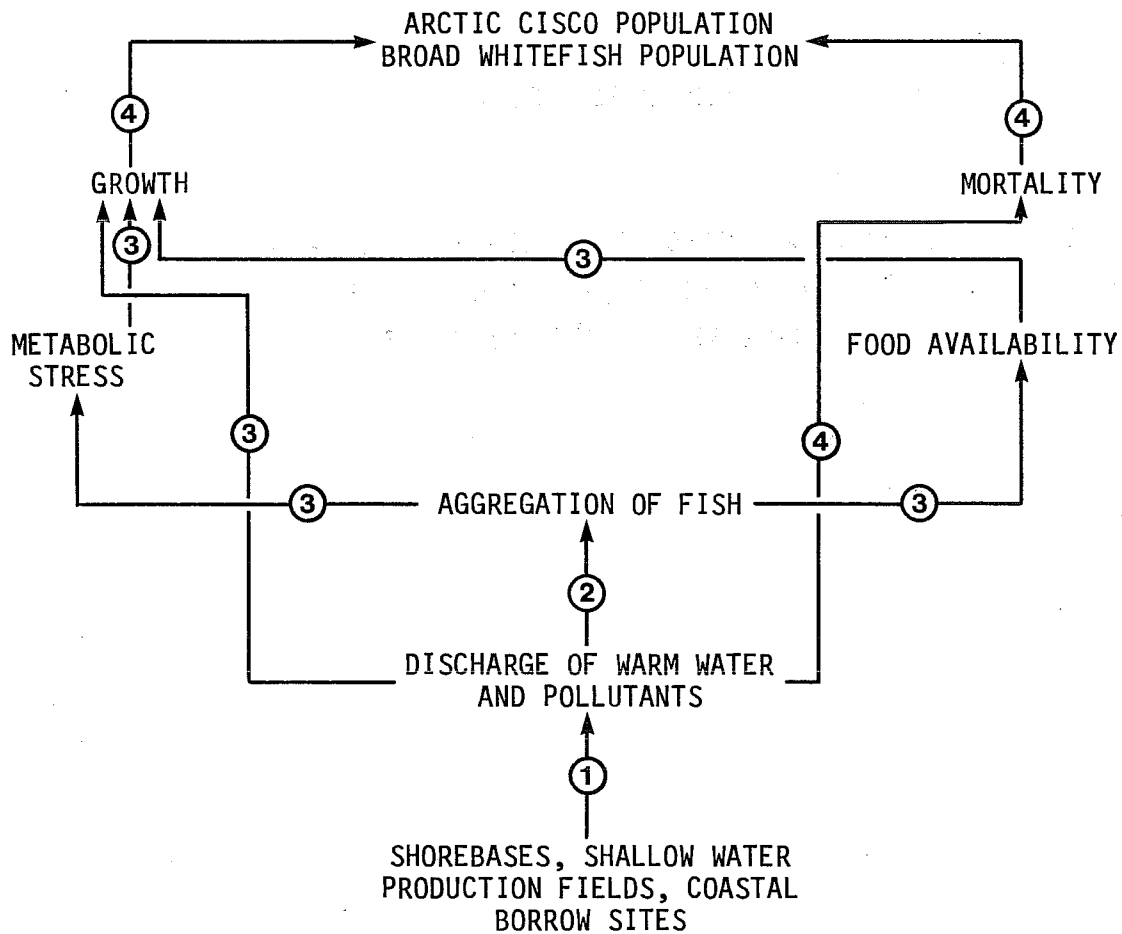 ARCTIC CISCO POPULATION
BROAD WHITEFISH POPULATION
4
4
GROWTH
MORTALITY
3
3
METABOLIC
STRESS
FOOD AVAILABILITY
3
4
3
AGGREGATION OF FISH
3
2
DISCHARGE OF WARM WATER
AND POLLUTANTS
1
SHOREBASES, SHALLOW WATER
PRODUCTION FIELDS, COASTAL
BORROW SITES